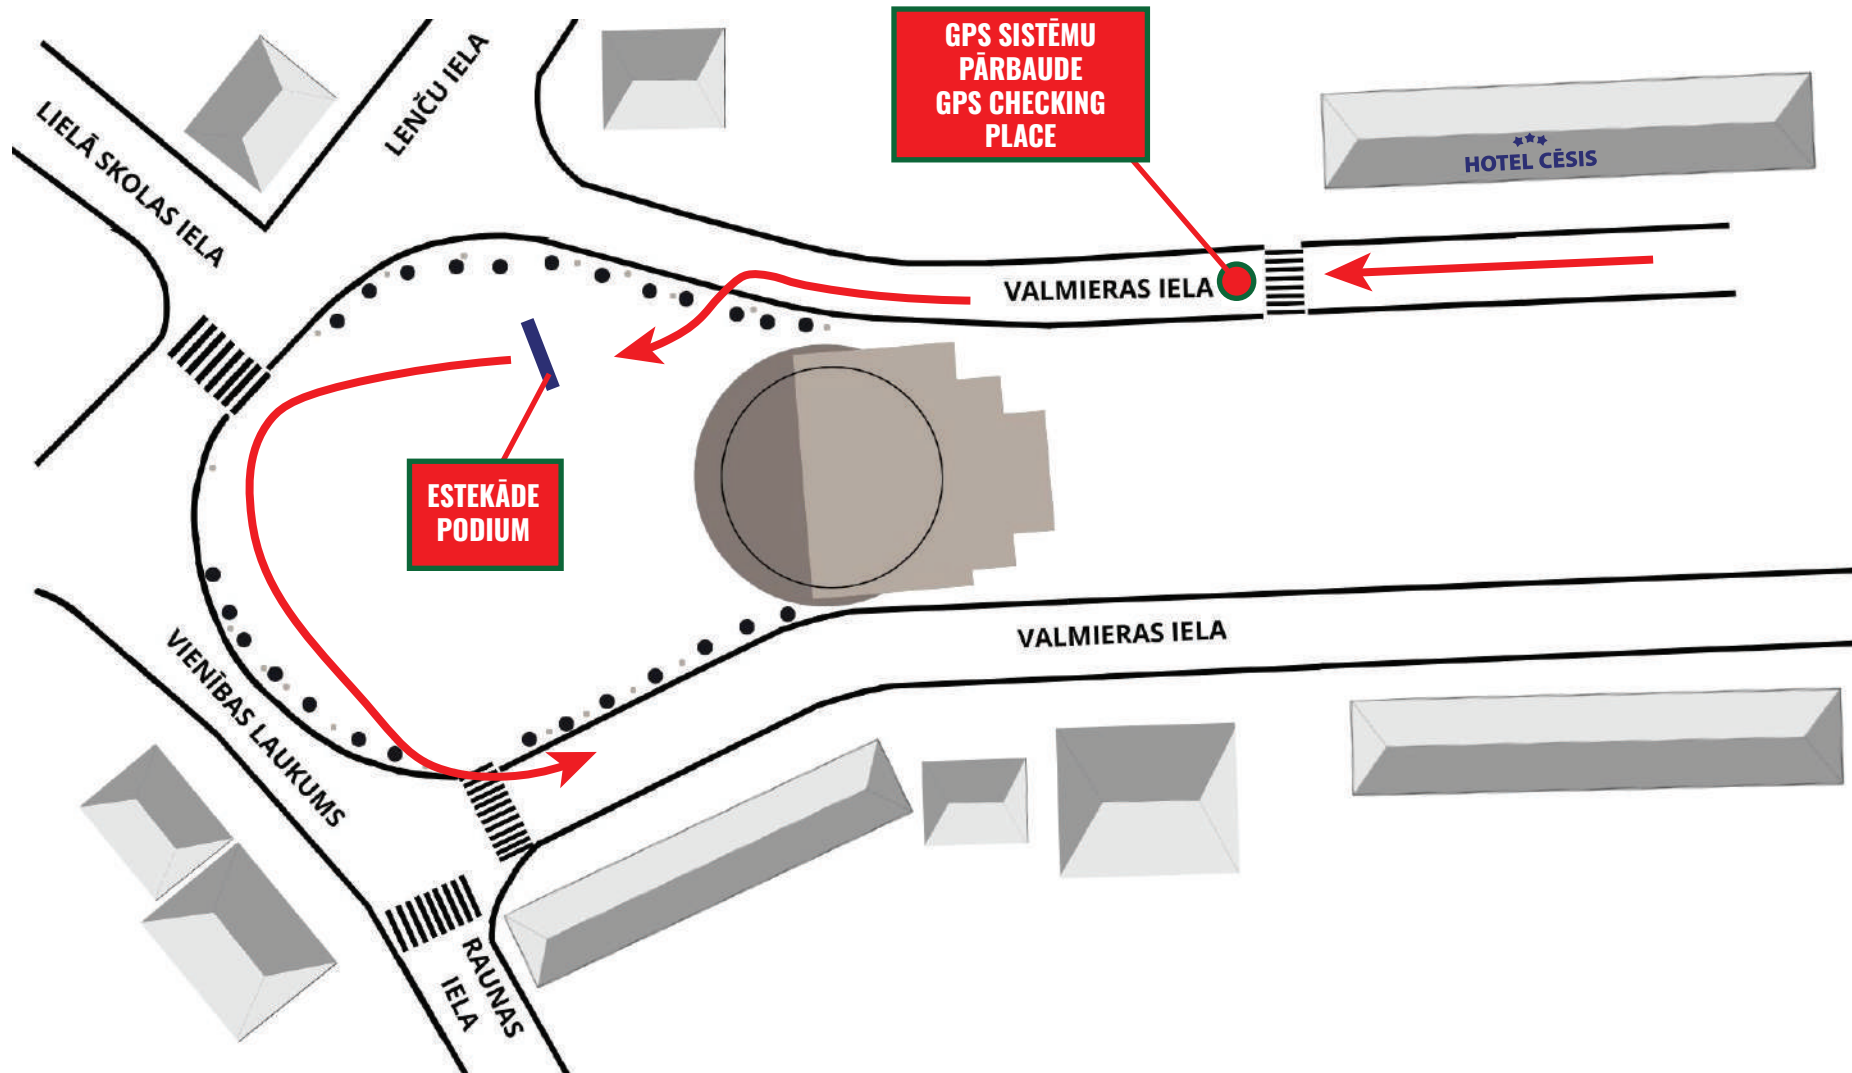 GPS SISTĒMU
PĀRBAUDE
GPS CHECKING
PLACE
LENČU IELA
LIELĀ SKOLAS IELA
HOTEL CĒSIS
VALMIERAS IELA
ESTEKĀDE
PODIUM
VALMIERAS IELA
VIENĪBAS LAUKUMS
RAUNAS
IELA